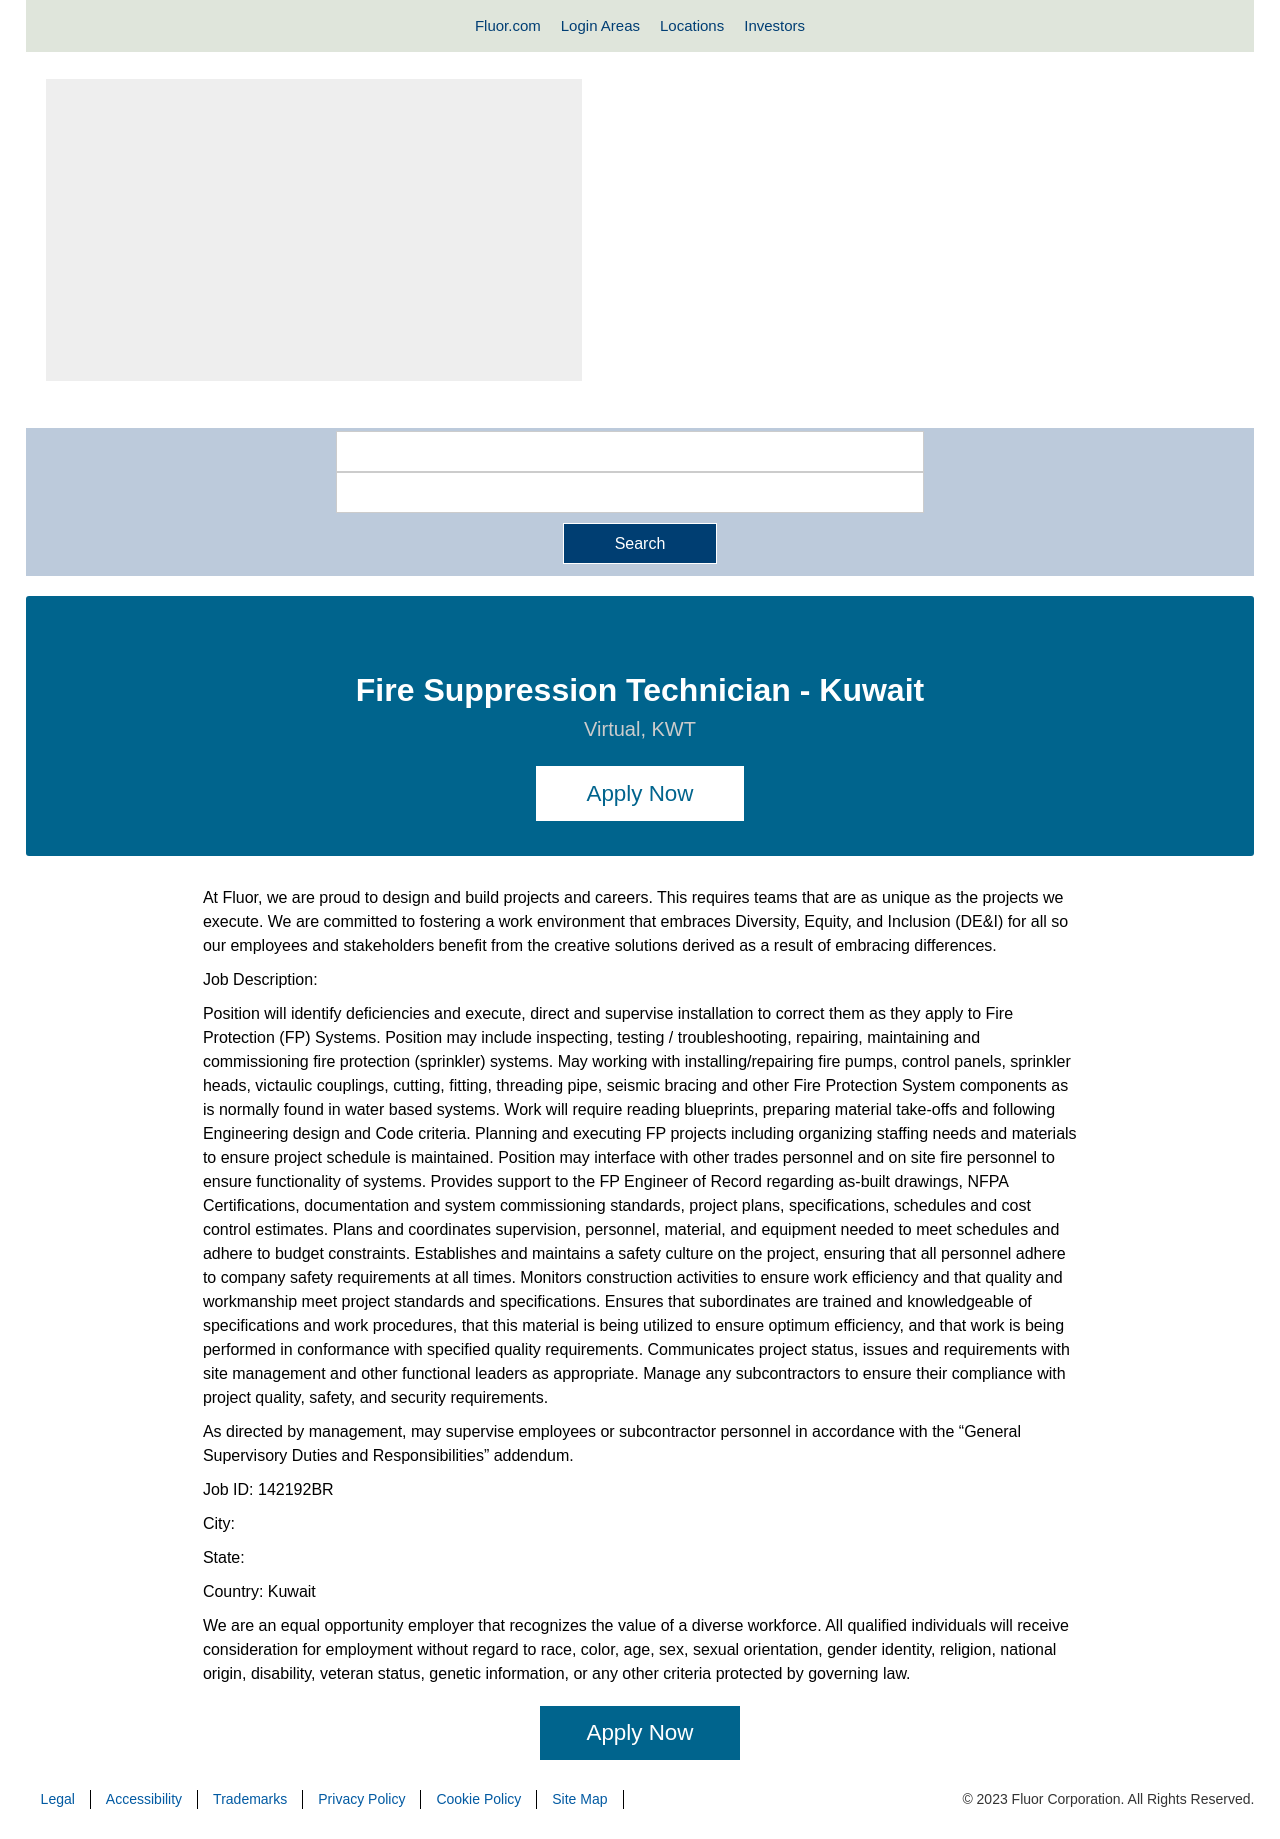 Fluor.com Login Areas Locations Investors
Search
Fire Suppression Technician - Kuwait
Virtual, KWT
Apply Now
At Fluor, we are proud to design and build projects and careers. This requires teams that are as unique as the projects we
execute. We are committed to fostering a work environment that embraces Diversity, Equity, and Inclusion (DE&I) for all so
our employees and stakeholders benefit from the creative solutions derived as a result of embracing differences.
Job Description:
Position will identify deficiencies and execute, direct and supervise installation to correct them as they apply to Fire
Protection (FP) Systems. Position may include inspecting, testing / troubleshooting, repairing, maintaining and
commissioning fire protection (sprinkler) systems. May working with installing/repairing fire pumps, control panels, sprinkler
heads, victaulic couplings, cutting, fitting, threading pipe, seismic bracing and other Fire Protection System components as
is normally found in water based systems. Work will require reading blueprints, preparing material take-offs and following
Engineering design and Code criteria. Planning and executing FP projects including organizing staffing needs and materials
to ensure project schedule is maintained. Position may interface with other trades personnel and on site fire personnel to
ensure functionality of systems. Provides support to the FP Engineer of Record regarding as-built drawings, NFPA
Certifications, documentation and system commissioning standards, project plans, specifications, schedules and cost
control estimates. Plans and coordinates supervision, personnel, material, and equipment needed to meet schedules and
adhere to budget constraints. Establishes and maintains a safety culture on the project, ensuring that all personnel adhere
to company safety requirements at all times. Monitors construction activities to ensure work efficiency and that quality and
workmanship meet project standards and specifications. Ensures that subordinates are trained and knowledgeable of
specifications and work procedures, that this material is being utilized to ensure optimum efficiency, and that work is being
performed in conformance with specified quality requirements. Communicates project status, issues and requirements with
site management and other functional leaders as appropriate. Manage any subcontractors to ensure their compliance with
project quality, safety, and security requirements.
As directed by management, may supervise employees or subcontractor personnel in accordance with the “General
Supervisory Duties and Responsibilities” addendum.
Job ID: 142192BR
City:
State:
Country: Kuwait
We are an equal opportunity employer that recognizes the value of a diverse workforce. All qualified individuals will receive
consideration for employment without regard to race, color, age, sex, sexual orientation, gender identity, religion, national
origin, disability, veteran status, genetic information, or any other criteria protected by governing law.
Apply Now
Legal Accessibility Trademarks Privacy Policy Cookie Policy Site Map © 2023 Fluor Corporation. All Rights Reserved.